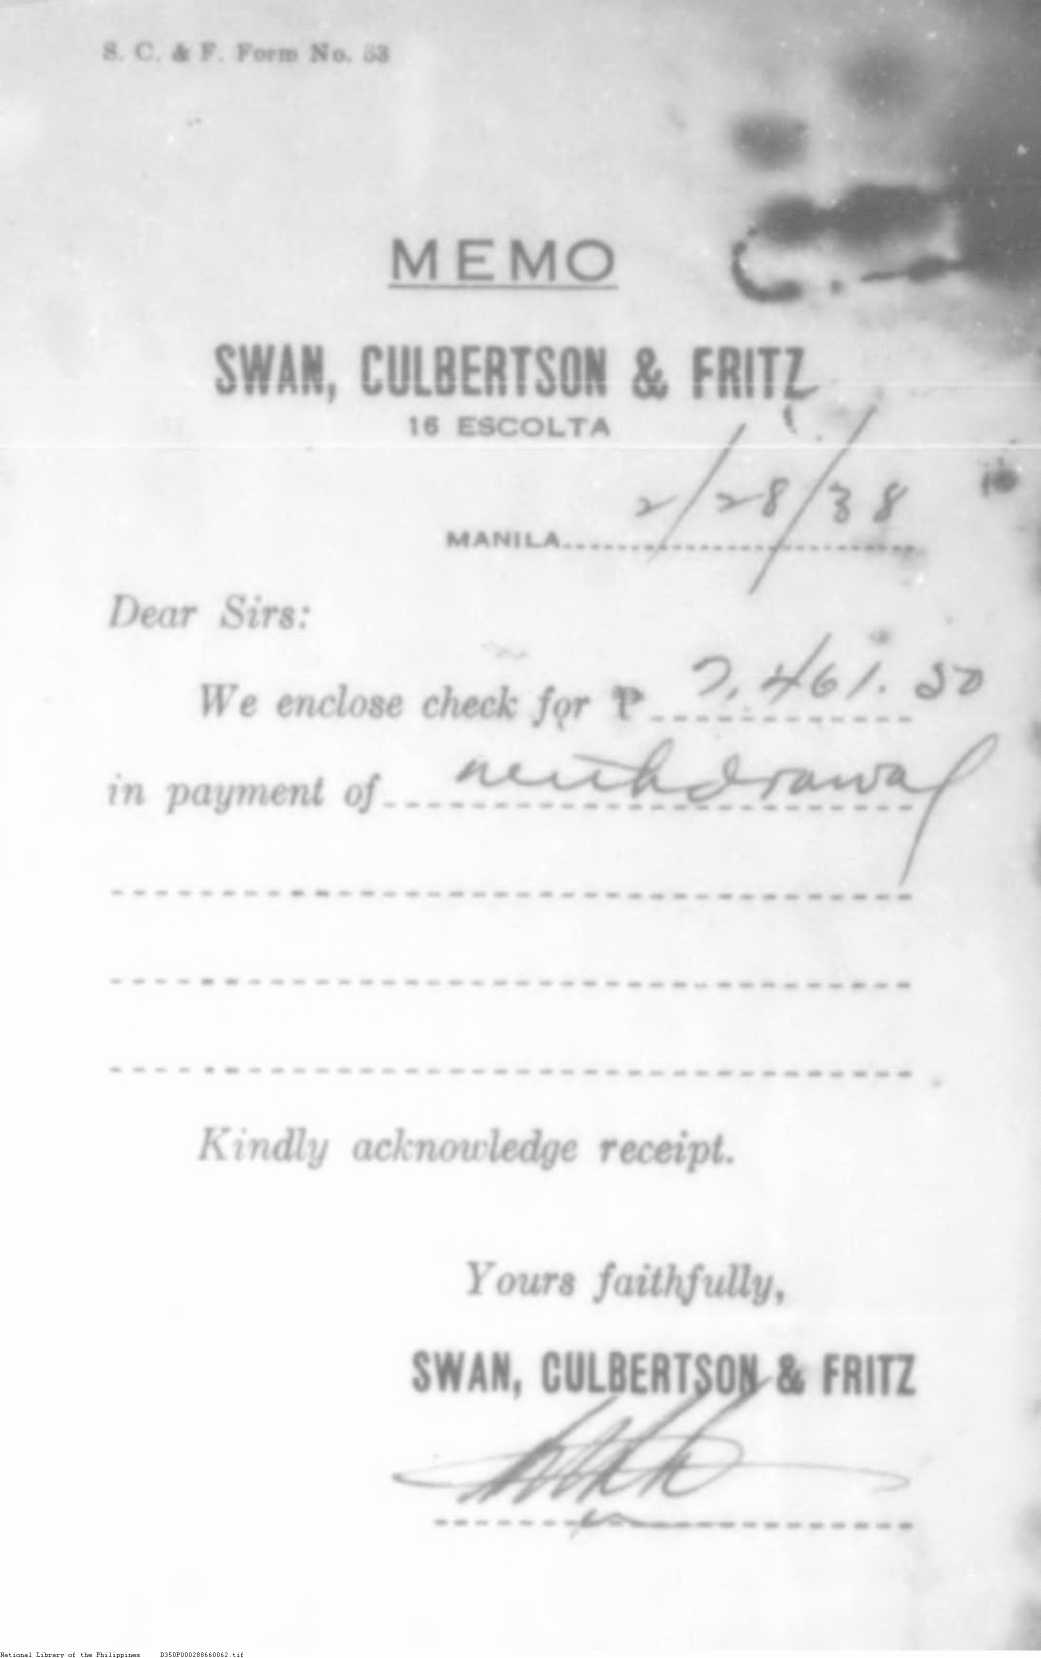 S. C. & F. Form No. 53
MEMO
SWAN, CULBERTSON & FRITZ
16 ESCOLTA
MANILA 2/28/38
Dear Sirs:
We enclose check for ₱ 7,461.50
in payment of withdrawal
Kindly acknowledge receipt.
Yours faithfully,
SWAN, CULBERTSON & FRITZ
National Library of the Philippines D350P000288660062.tif